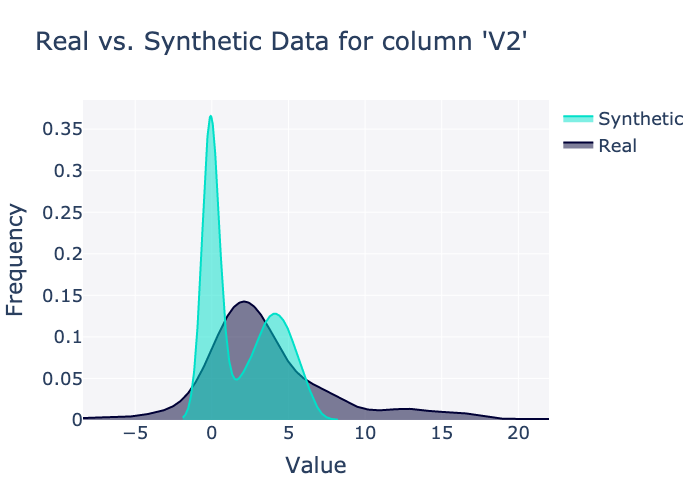 Real vs. Synthetic Data for column 'V2'
Synthetic
Real
0.35
0.3
0.25
0.2
0.15
0.1
0.05
0
Frequency
−5 0 5 10 15 20
Value